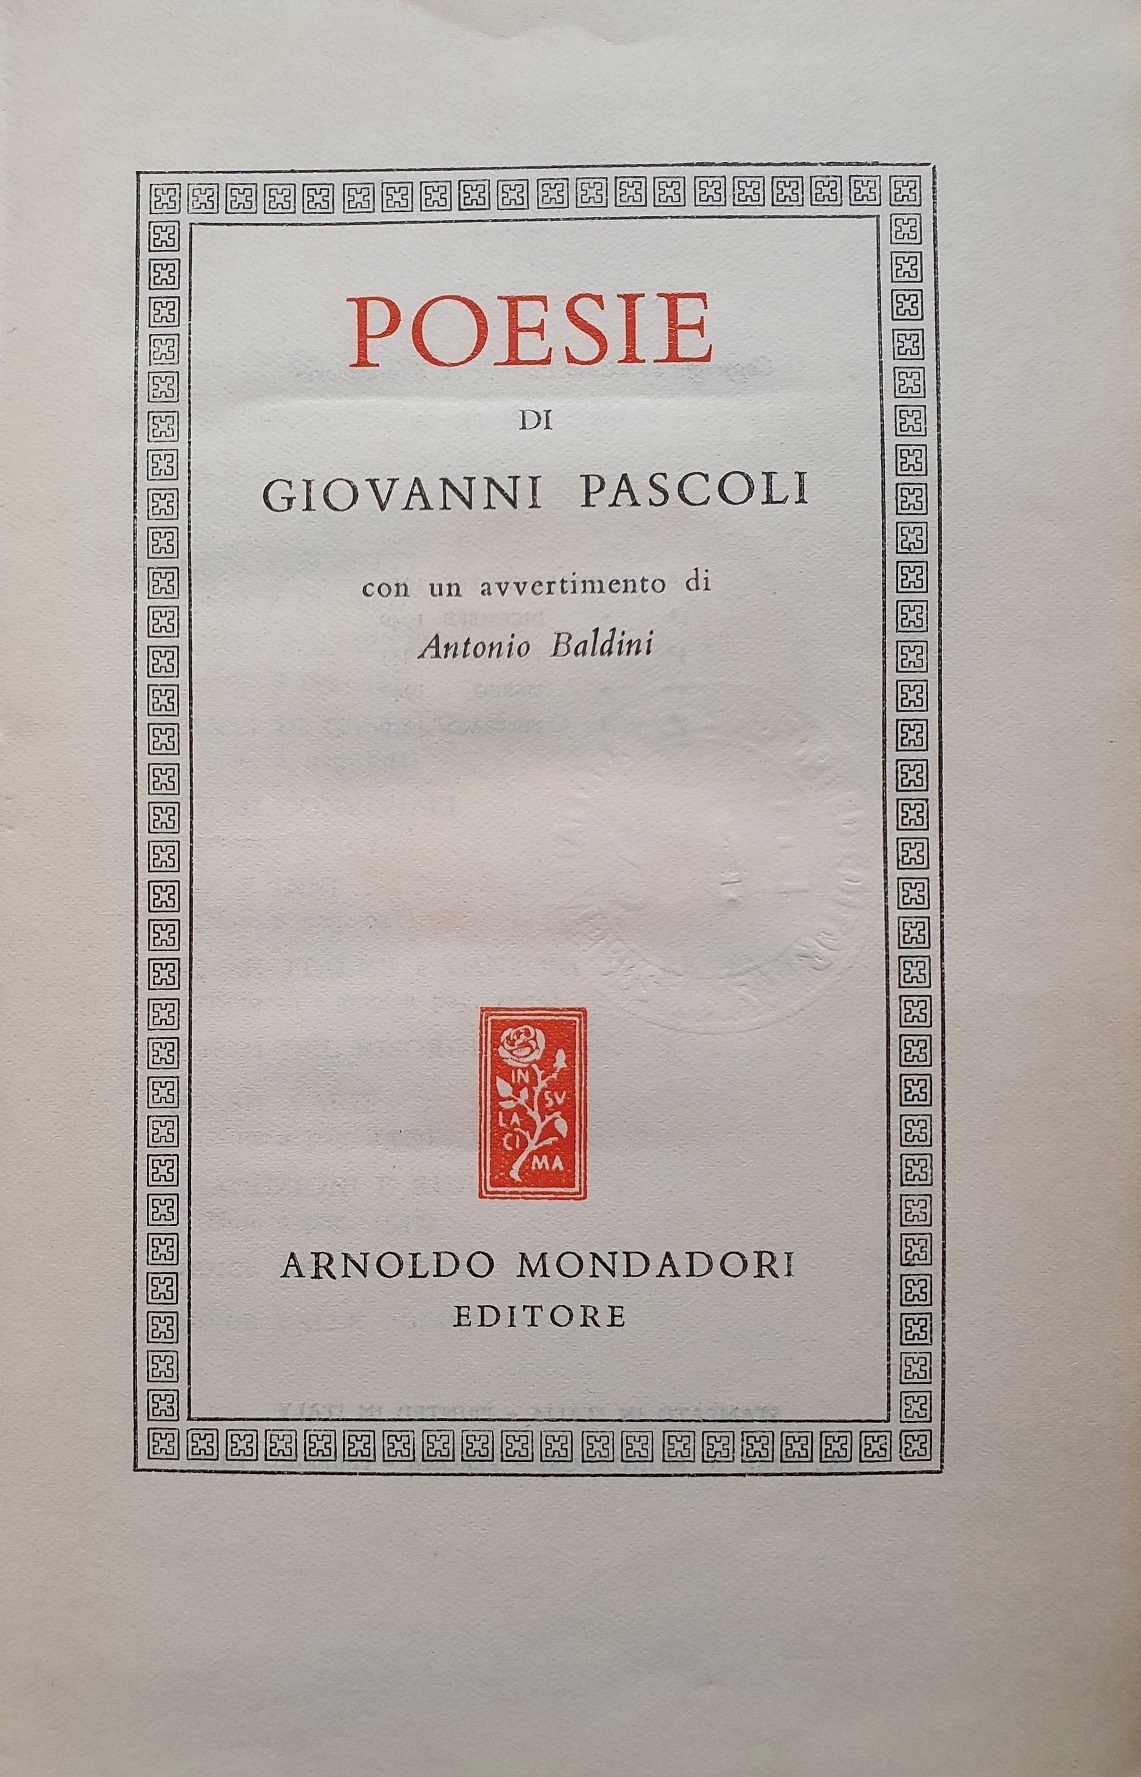 POESIE
DI
GIOVANNI PASCOLI
con un avvertimento di
Antonio Baldini
IN
SV
LA
CI
MA
ARNOLDO MONDADORI
EDITORE